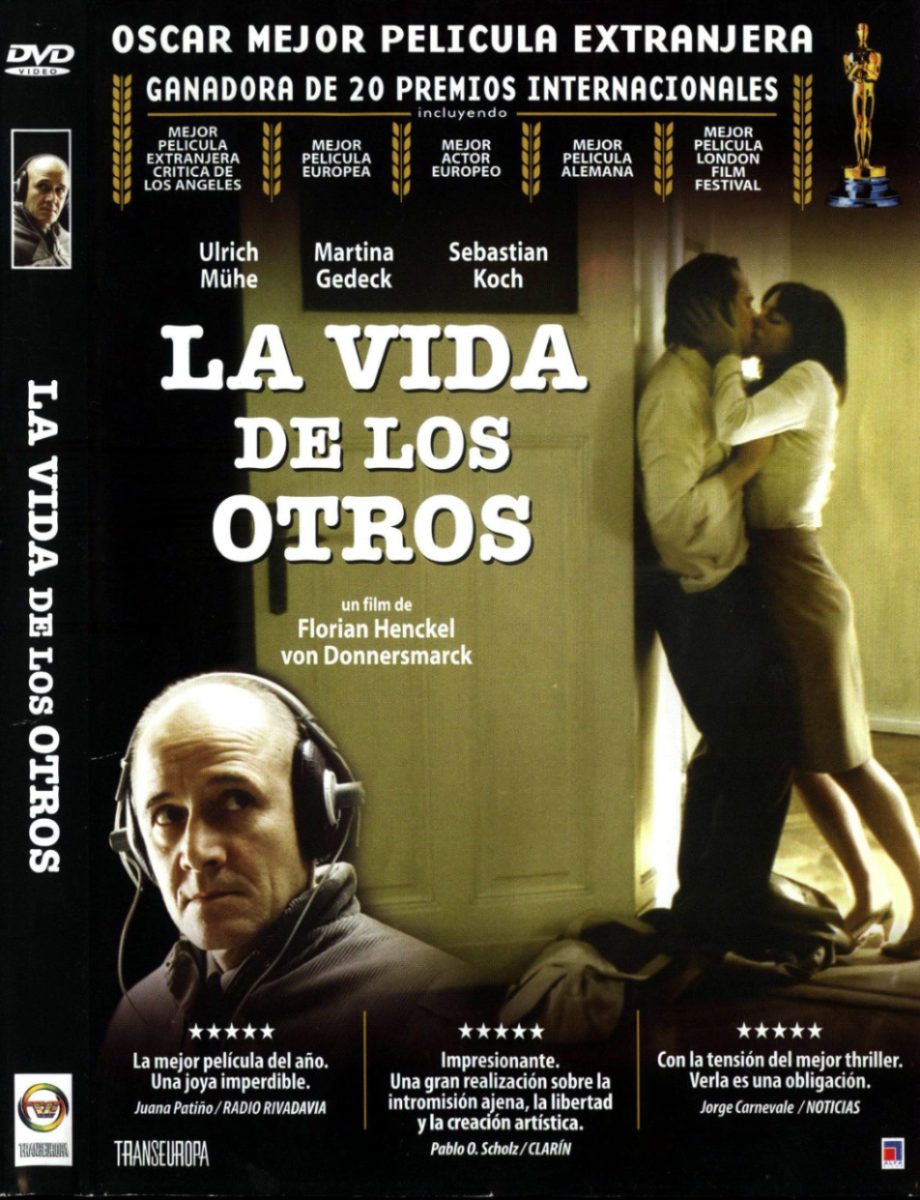 DVD
VIDEO
LA VIDA DE LOS OTROS
TRANSEUROPA
OSCAR MEJOR PELICULA EXTRANJERA
GANADORA DE 20 PREMIOS INTERNACIONALES
incluyendo
MEJOR
PELICULA
EXTRANJERA
CRITICA DE
LOS ANGELES
MEJOR
PELICULA
EUROPEA
MEJOR
ACTOR
EUROPEO
MEJOR
PELICULA
ALEMANA
MEJOR
PELICULA
LONDON
FILM
FESTIVAL
Ulrich
Mühe
Martina
Gedeck
Sebastian
Koch
LA VIDA
DE LOS
OTROS
un film de
Florian Henckel
von Donnersmarck
★★★★★
La mejor película del año.
Una joya imperdible.
Juana Patiño / RADIO RIVADAVIA
★★★★★
Impresionante.
Una gran realización sobre la
intromisión ajena, la libertad
y la creación artística.
Pablo O. Scholz / CLARÍN
★★★★★
Con la tensión del mejor thriller.
Verla es una obligación.
Jorge Carnevale / NOTICIAS
TRANSEUROPA
ALFA